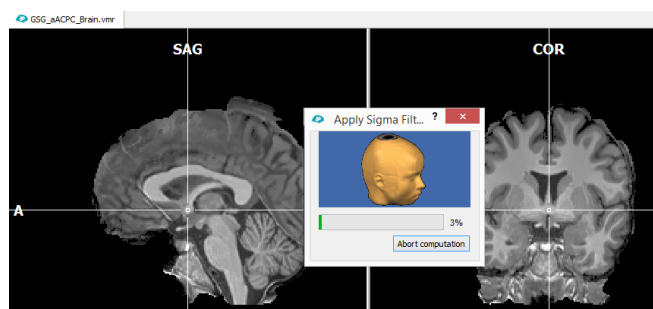 GSG_aACPC_Brain.vmr
SAG
COR
Apply Sigma Filt... ? ×
A
3%
Abort computation